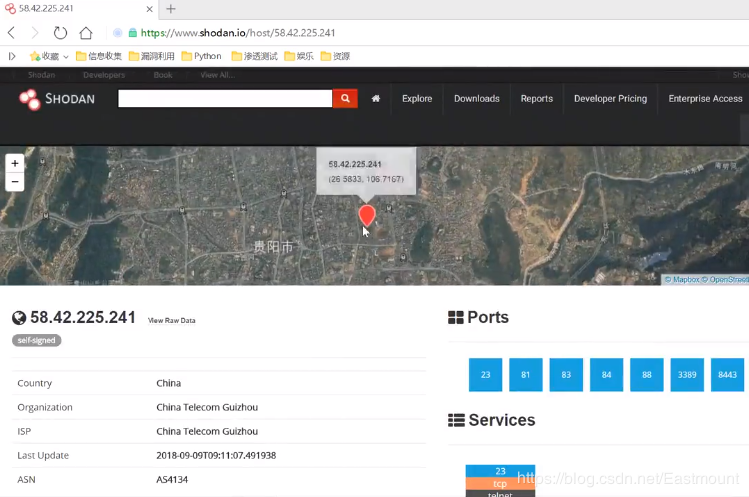 58.42.225.241
https://www.shodan.io/host/58.42.225.241
收藏 信息收集 漏洞利用 Python 渗透测试 娱乐 资源
Shodan Developers Book View All...
SHODAN Explore Downloads Reports Developer Pricing Enterprise Access
58.42.225.241
(26.5833, 106.7167)
+
−
贵阳市
© Mapbox © OpenStreet
58.42.225.241 View Raw Data
self-signed
Country China
Organization China Telecom Guizhou
ISP China Telecom Guizhou
Last Update 2018-09-09T09:11:07.491938
ASN AS4134
Ports
23 81 83 84 88 3389 8443
Services
23
tcp
telnet
https://blog.csdn.net/Eastmount